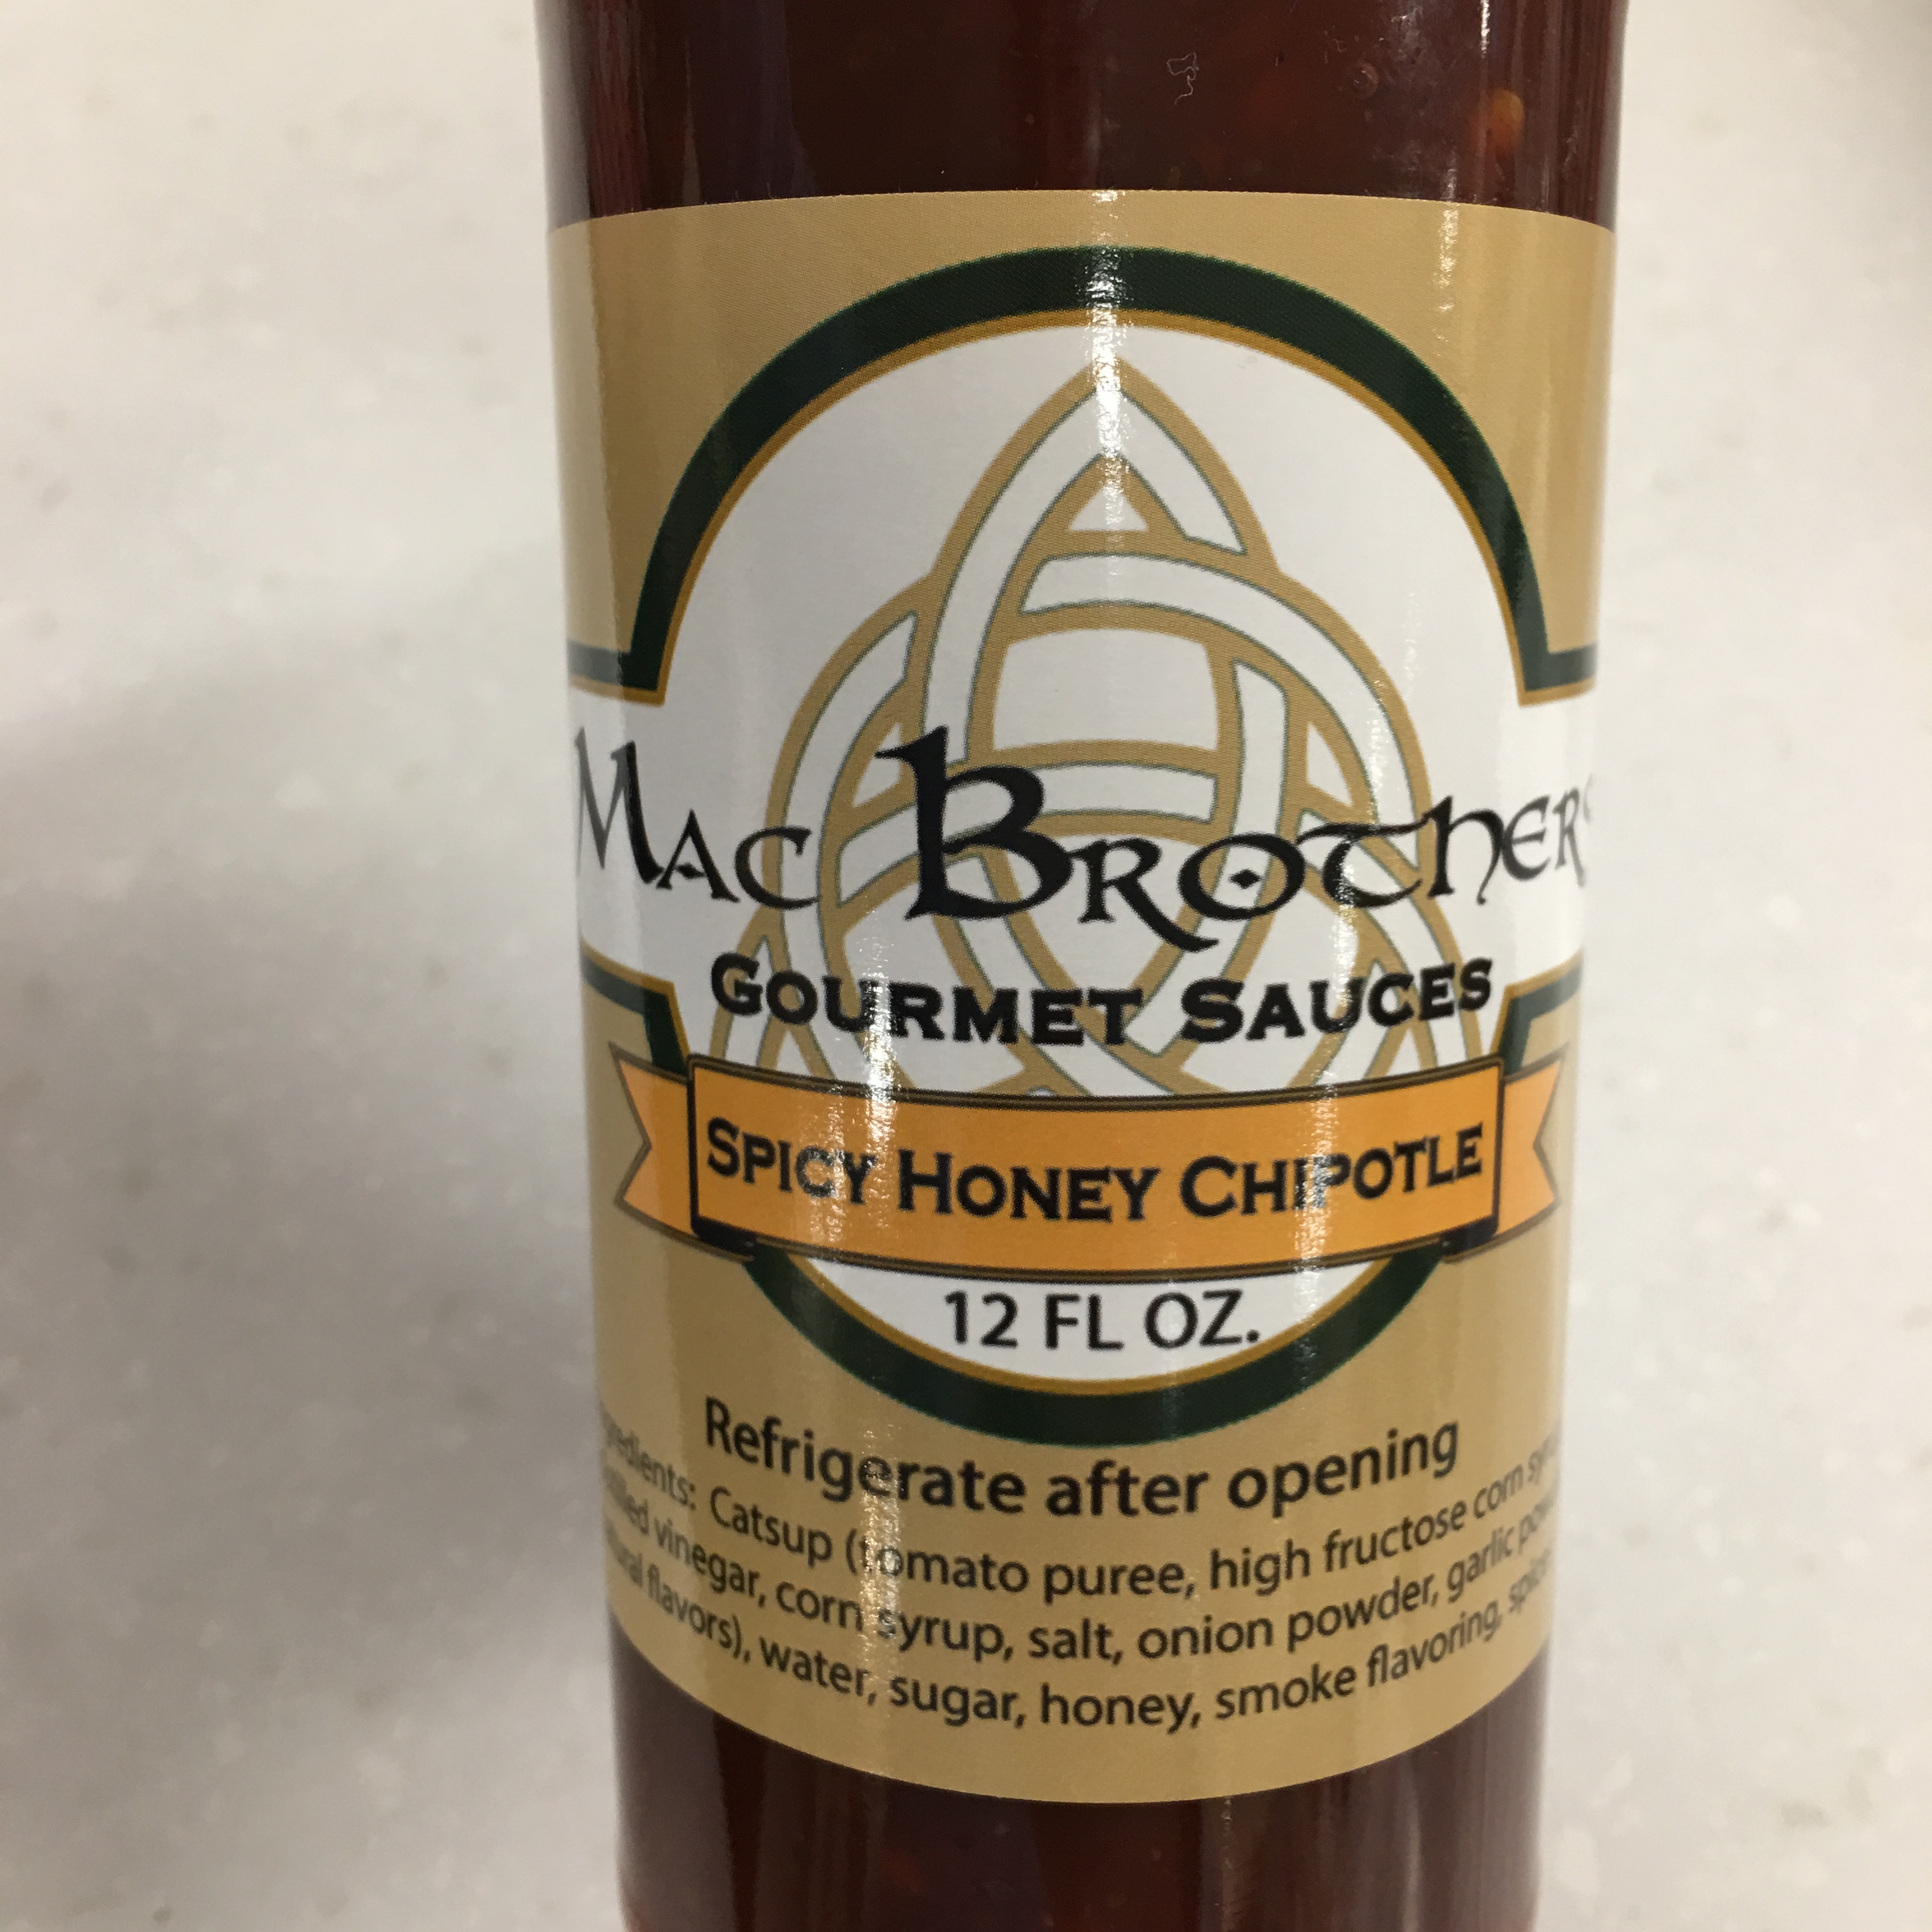 Mac Brothers
Gourmet Sauces
Spicy Honey Chipotle
12 FL OZ.
Refrigerate after opening
Catsup (tomato puree, high fructose corn
vinegar, corn syrup, salt, onion powder, garlic
flavors), water, sugar, honey, smoke flavoring,